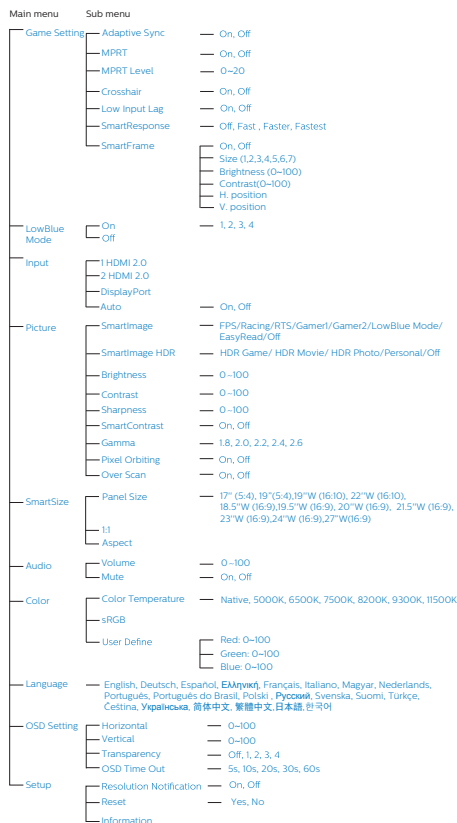 Main menu Sub menu
Game Setting Adaptive Sync On, Off
MPRT On, Off
MPRT Level 0~20
Crosshair On, Off
Low Input Lag On, Off
SmartResponse Off, Fast , Faster, Fastest
SmartFrame On, Off
Size (1,2,3,4,5,6,7)
Brightness (0~100)
Contrast(0~100)
H. position
V. position
LowBlue Mode On 1, 2, 3, 4
Off
Input 1 HDMI 2.0
2 HDMI 2.0
DisplayPort
Auto On, Off
Picture SmartImage FPS/Racing/RTS/Gamer1/Gamer2/LowBlue Mode/
EasyRead/Off
SmartImage HDR HDR Game/ HDR Movie/ HDR Photo/Personal/Off
Brightness 0~100
Contrast 0~100
Sharpness 0~100
SmartContrast On, Off
Gamma 1.8, 2.0, 2.2, 2.4, 2.6
Pixel Orbiting On, Off
Over Scan On, Off
SmartSize Panel Size 17" (5:4), 19"(5:4),19"W (16:10), 22"W (16:10),
18.5"W (16:9),19.5"W (16:9), 20"W (16:9), 21.5"W (16:9),
23"W (16:9),24"W (16:9),27"W(16:9)
1:1
Aspect
Audio Volume 0~100
Mute On, Off
Color Color Temperature Native, 5000K, 6500K, 7500K, 8200K, 9300K, 11500K
sRGB
User Define Red: 0~100
Green: 0~100
Blue: 0~100
Language English, Deutsch, Español, Ελληνική, Français, Italiano, Magyar, Nederlands,
Português, Português do Brasil, Polski , Русский, Svenska, Suomi, Türkçe,
Čeština, Українська, 简体中文, 繁體中文,日本語,한국어
OSD Setting Horizontal 0~100
Vertical 0~100
Transparency Off, 1, 2, 3, 4
OSD Time Out 5s, 10s, 20s, 30s, 60s
Setup Resolution Notification On, Off
Reset Yes, No
Information